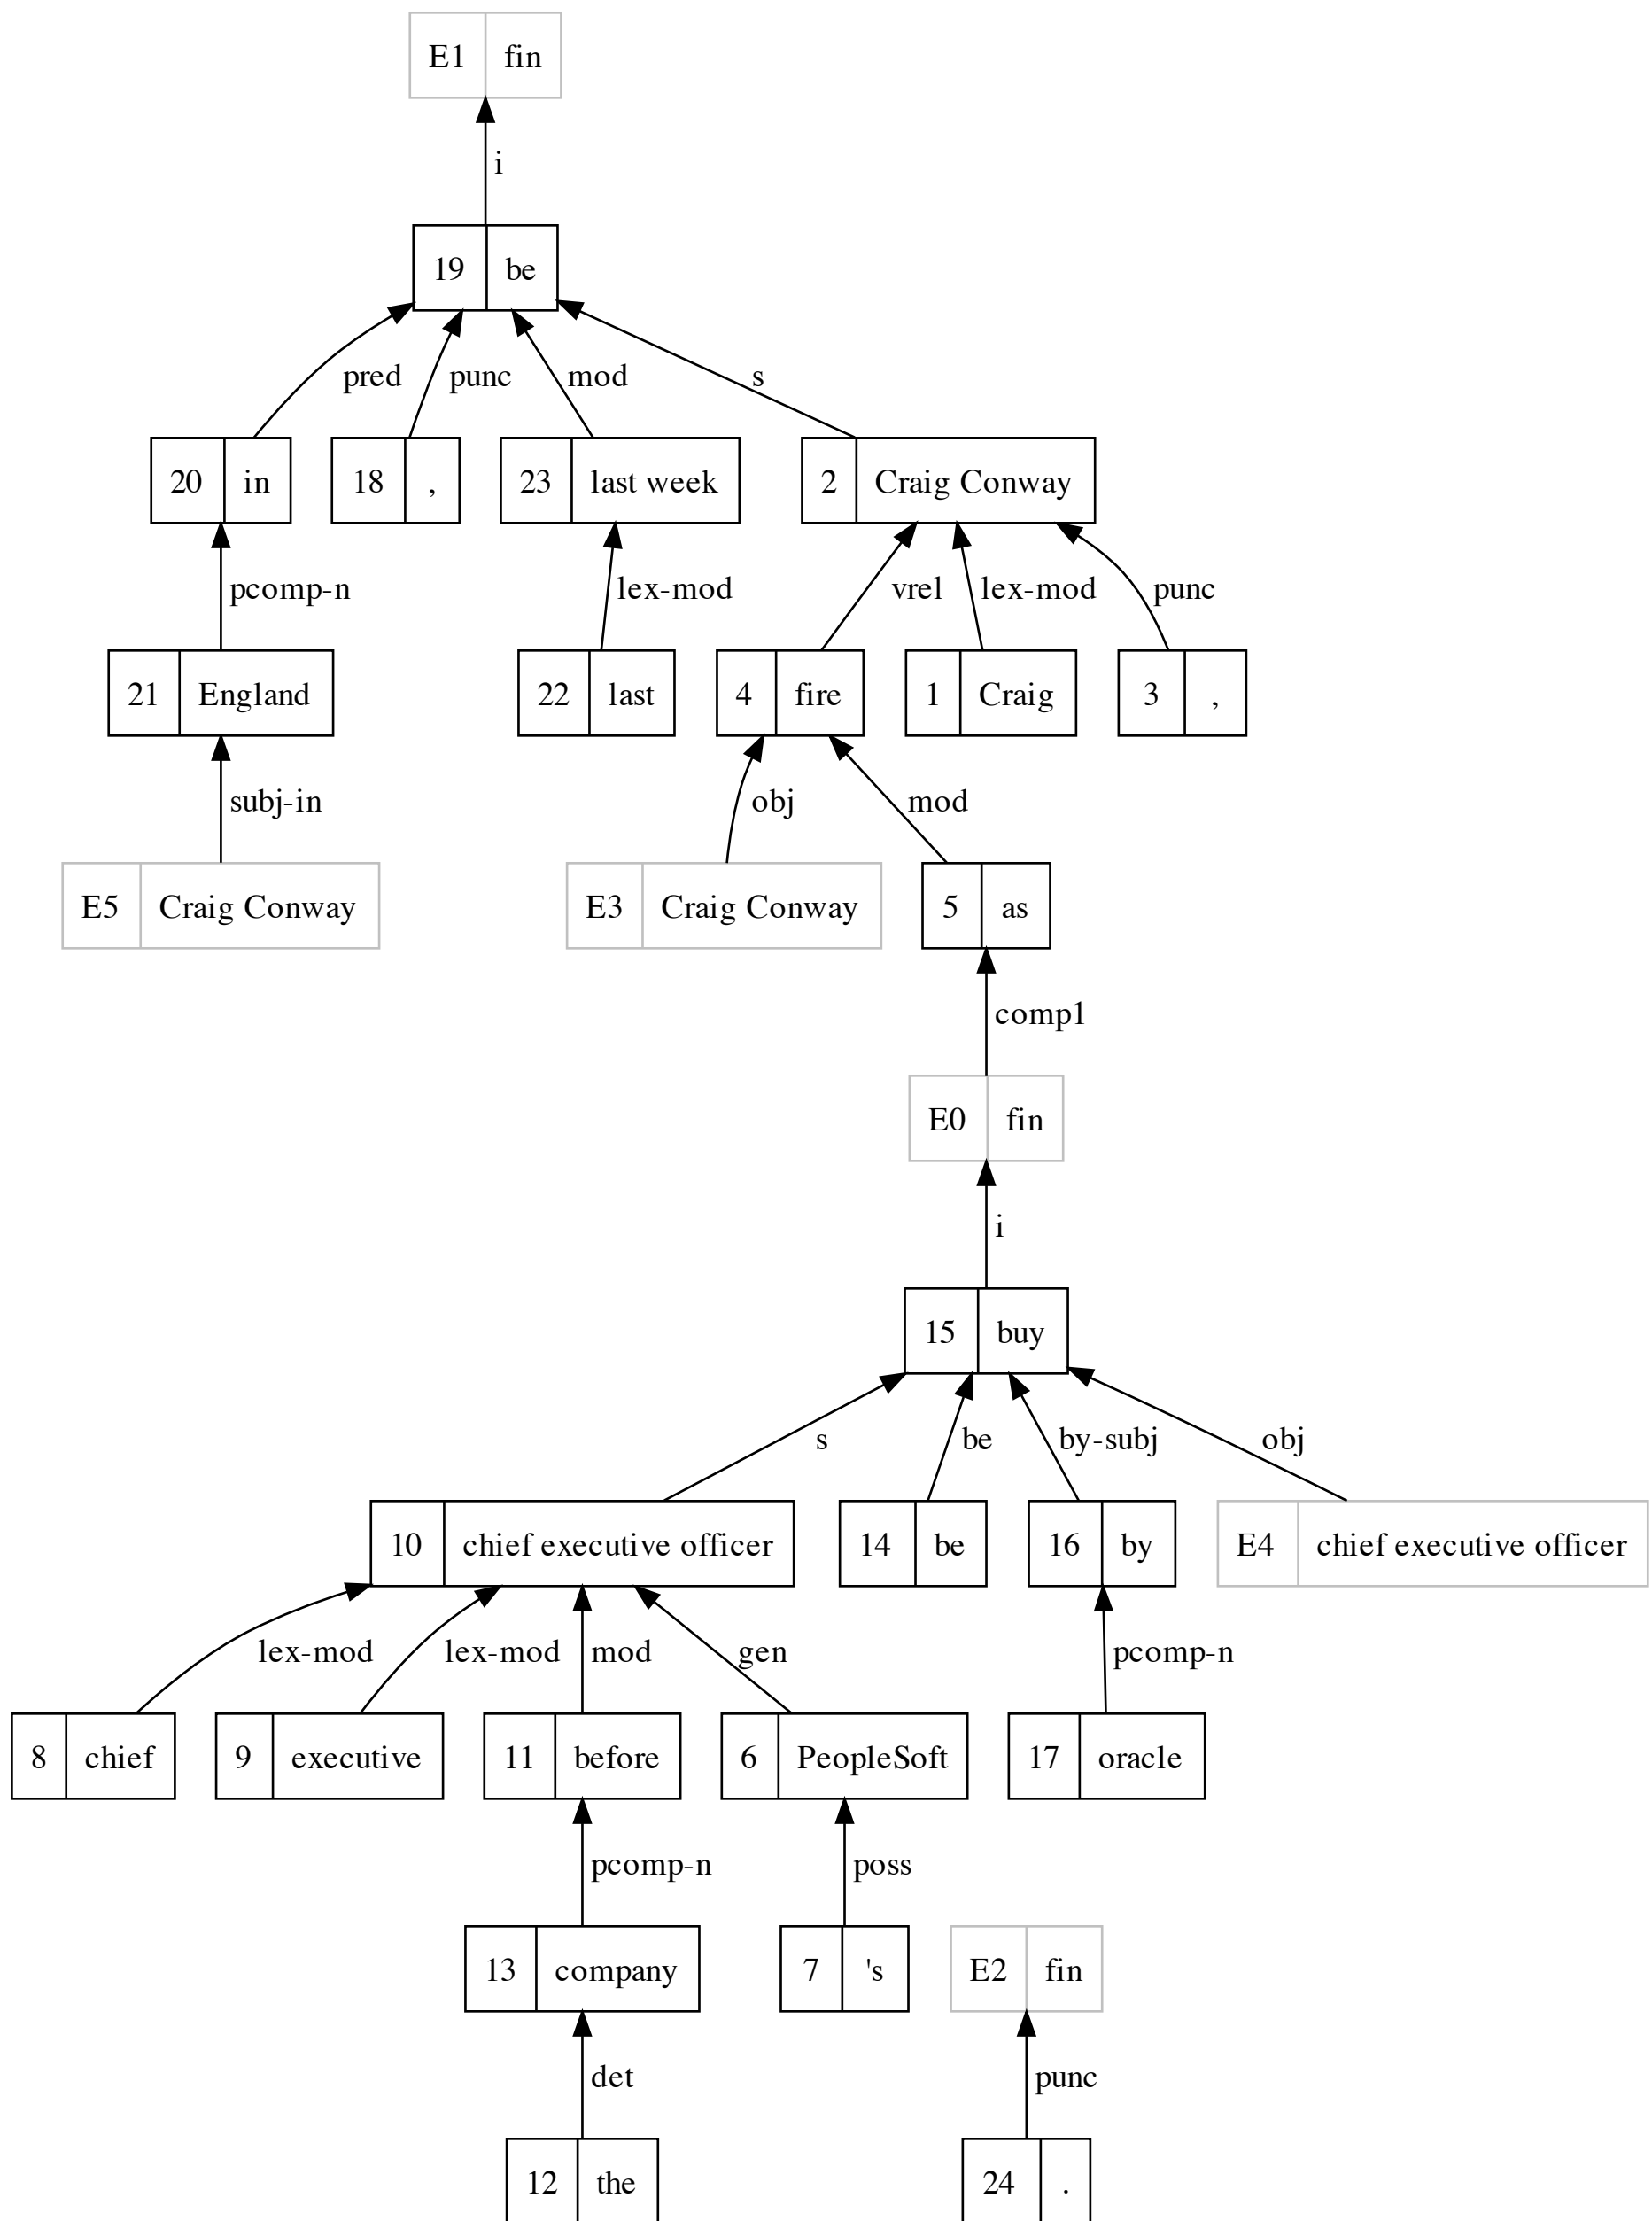 E1 fin
i
19 be
pred punc mod s
20 in 18 , 23 last week 2 Craig Conway
pcomp-n lex-mod vrel lex-mod punc
21 England 22 last 4 fire 1 Craig 3 ,
subj-in obj mod
E5 Craig Conway E3 Craig Conway 5 as
comp1
E0 fin
i
15 buy
s be by-subj obj
10 chief executive officer 14 be 16 by E4 chief executive officer
lex-mod lex-mod mod gen pcomp-n
8 chief 9 executive 11 before 6 PeopleSoft 17 oracle
pcomp-n poss
13 company 7 's E2 fin
det punc
12 the 24 .